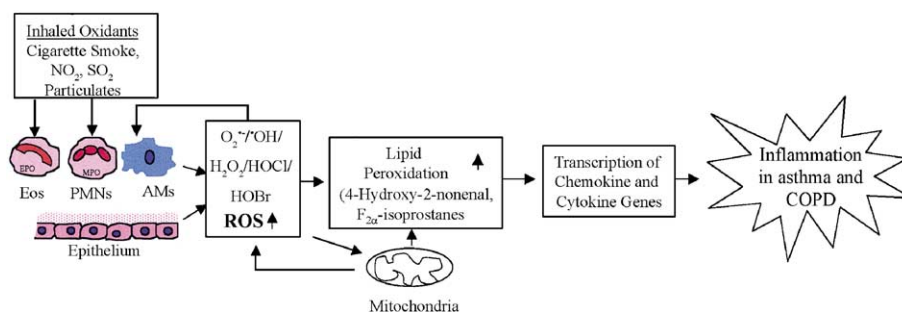 Inhaled Oxidants
Cigarette Smoke,
NO₂, SO₂
Particulates
EPO
MPO
Eos
PMNs
AMs
Epithelium
O₂•⁻/•OH/
H₂O₂/HOCl/
HOBr
ROS
Lipid
Peroxidation
(4-Hydroxy-2-nonenal,
F₂α-isoprostanes
Mitochondria
Transcription of
Chemokine and
Cytokine Genes
Inflammation
in asthma and
COPD